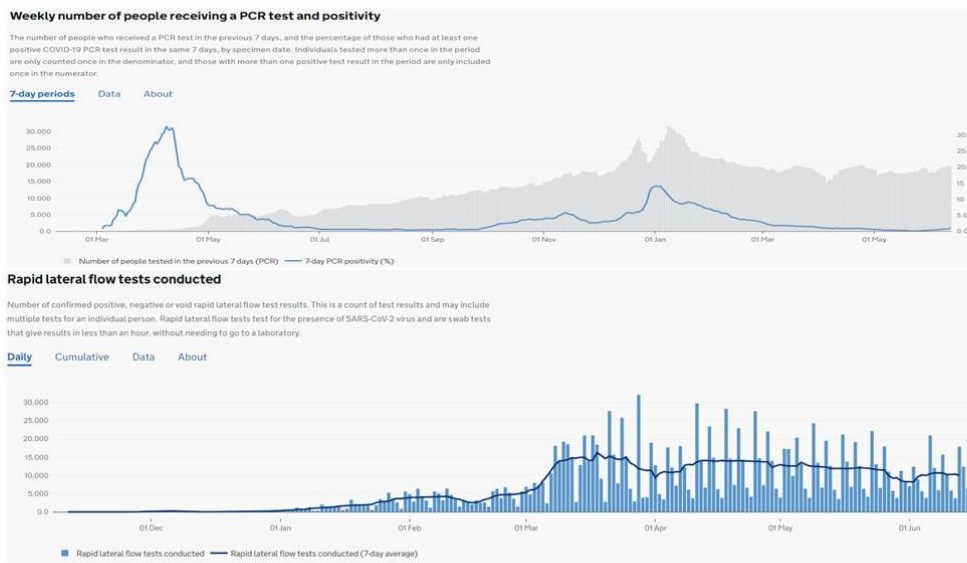 Weekly number of people receiving a PCR test and positivity
The number of people who received a PCR test in the previous 7 days, and the percentage of those who had at least one
positive COVID-19 PCR test result in the same 7 days, by specimen date. Individuals tested more than once in the period
are only counted once in the denominator, and those with more than one positive test result in the period are only included
once in the numerator.
7-day periods Data About
30,000 30
25,000 25
20,000 20
15,000 15
10,000 10
5,000 5.0
0.0 0.0
01 Mar 01 May 01 Jul 01 Sep 01 Nov 01 Jan 01 Mar 01 May
Number of people tested in the previous 7 days (PCR) 7-day PCR positivity (%)
Rapid lateral flow tests conducted
Number of confirmed positive, negative or void rapid lateral flow test results. This is a count of test results and may include
multiple tests for an individual person. Rapid lateral flow tests test for the presence of SARS-CoV-2 virus and are swab tests
that give results in less than an hour, without needing to go to a laboratory.
Daily Cumulative Data About
30,000
25,000
20,000
15,000
10,000
5,000
0.0
01 Dec 01 Jan 01 Feb 01 Mar 01 Apr 01 May 01 Jun
Rapid lateral flow tests conducted Rapid lateral flow tests conducted (7-day average)